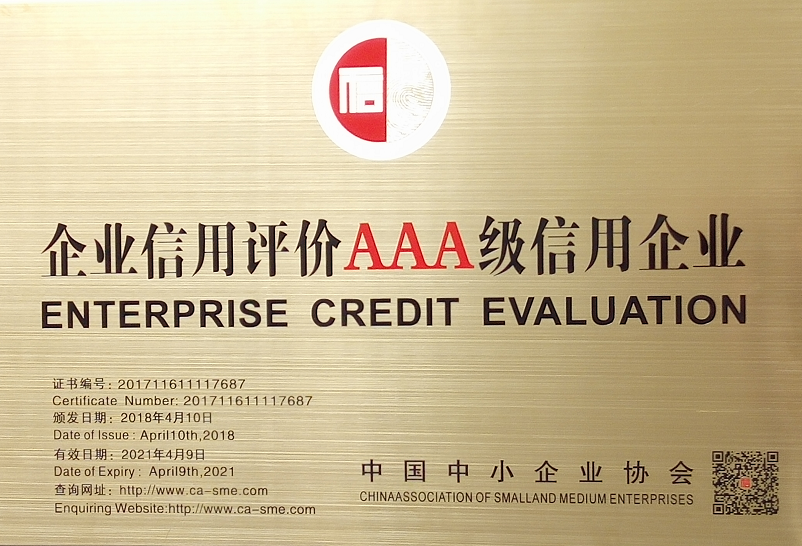 企业信用评价AAA级信用企业
ENTERPRISE CREDIT EVALUATION
证书编号: 201711611117687
Certificate Number: 201711611117687
颁发日期: 2018年4月10日
Date of Issue : April10th,2018
有效日期: 2021年4月9日
Date of Expiry : April9th,2021
查询网址: http://www.ca-sme.com
Enquiring Website:http://www.ca-sme.com
中国中小企业协会
CHINAASSOCIATION OF SMALLAND MEDIUM ENTERPRISES